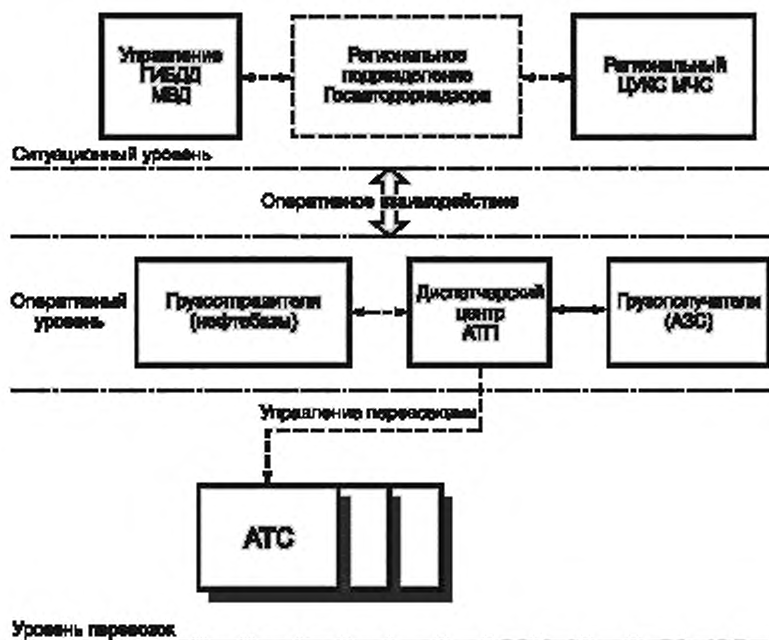 Управление
ГИБДД
МВД
Региональное
подразделение
Госавтодорнадзора
Региональный
ЦУКС МЧС
Ситуационный уровень
Оперативное взаимодействие
Оперативный
уровень
Грузоотправители
(нефтебазы)
Диспетчерский
центр
АТП
Грузополучатели
(АЗС)
Управление перевозками
АТС
Уровень перевозок